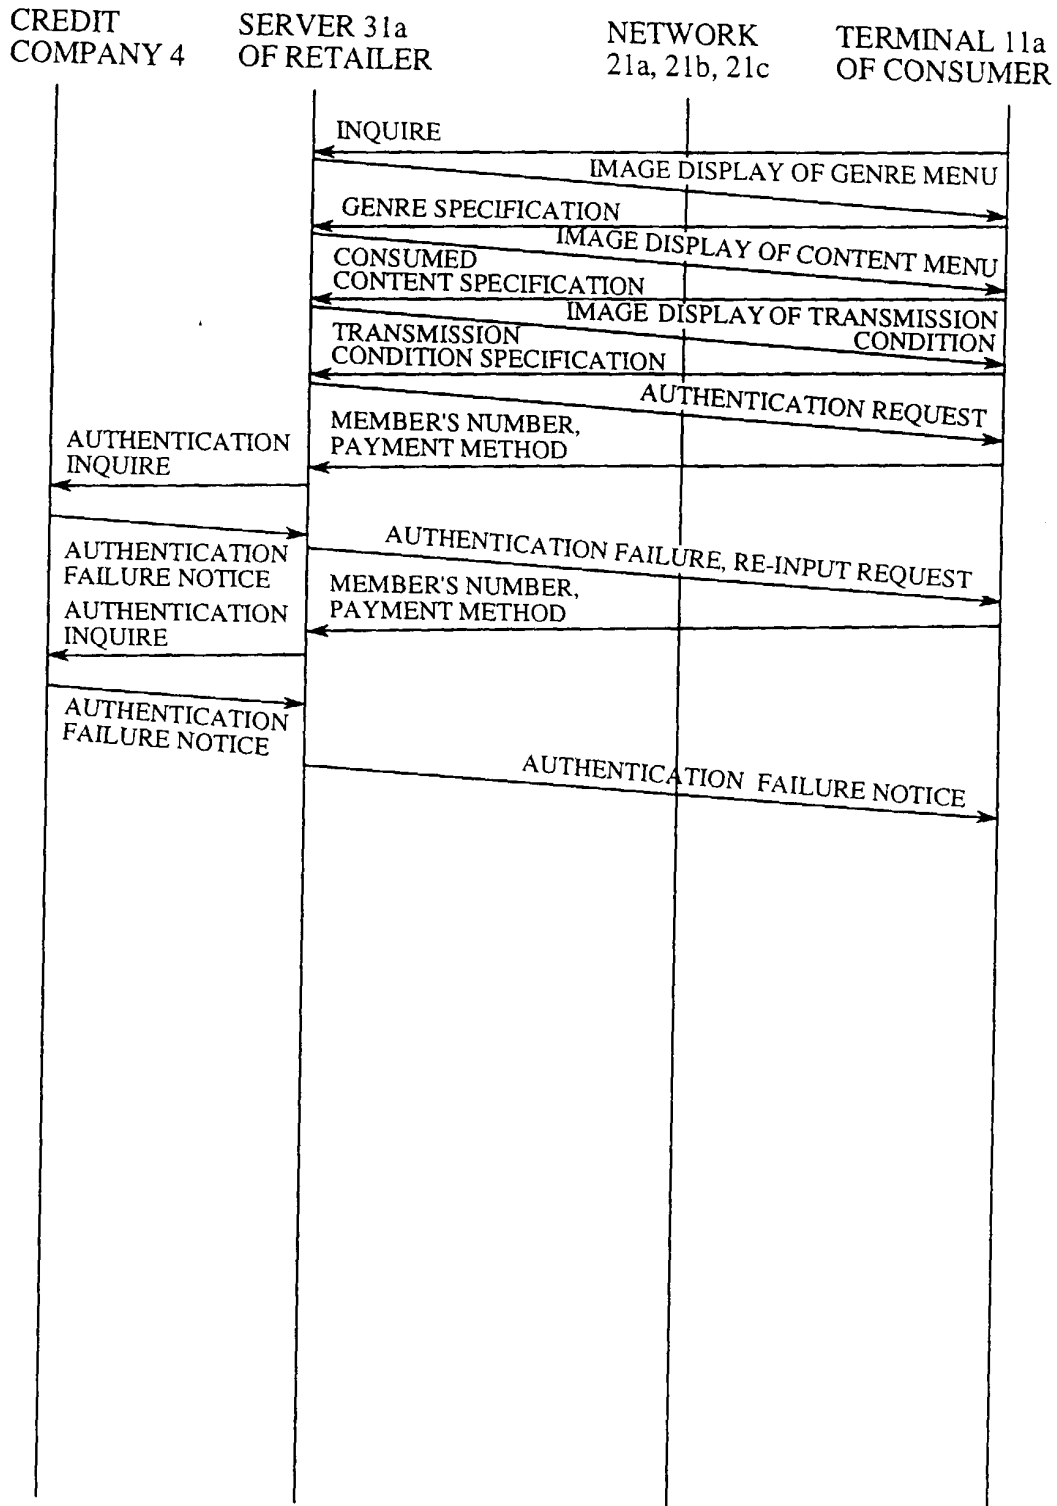 CREDIT
COMPANY 4
SERVER 31a
OF RETAILER
NETWORK
21a, 21b, 21c
TERMINAL 11a
OF CONSUMER
INQUIRE
IMAGE DISPLAY OF GENRE MENU
GENRE SPECIFICATION
IMAGE DISPLAY OF CONTENT MENU
CONSUMED
CONTENT SPECIFICATION
IMAGE DISPLAY OF TRANSMISSION
CONDITION
TRANSMISSION
CONDITION SPECIFICATION
AUTHENTICATION REQUEST
MEMBER'S NUMBER,
PAYMENT METHOD
AUTHENTICATION
INQUIRE
AUTHENTICATION
FAILURE NOTICE
AUTHENTICATION FAILURE, RE-INPUT REQUEST
MEMBER'S NUMBER,
PAYMENT METHOD
AUTHENTICATION
INQUIRE
AUTHENTICATION
FAILURE NOTICE
AUTHENTICATION FAILURE NOTICE